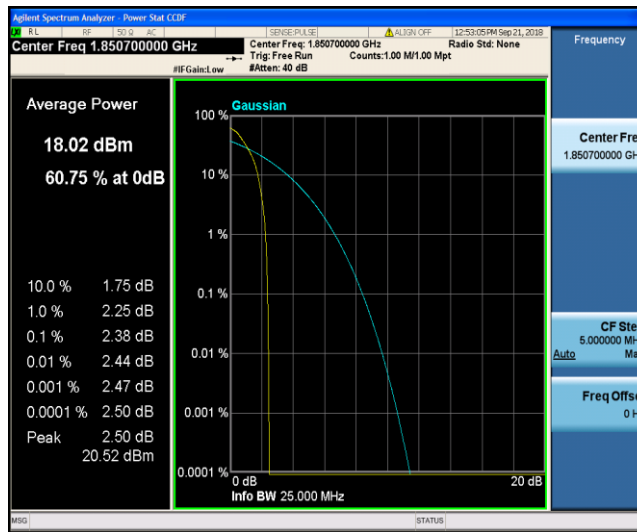 Agilent Spectrum Analyzer - Power Stat CCDF
RL RF 50 Ω AC SENSE:PULSE ALIGN OFF 12:53:05 PM Sep 21, 2018
Center Freq 1.850700000 GHz Center Freq: 1.850700000 GHz Radio Std: None
Trig: Free Run Counts:1.00 M/1.00 Mpt
#IFGain:Low #Atten: 40 dB
Frequency
Average Power
18.02 dBm
60.75 % at 0dB
10.0 % 1.75 dB
1.0 % 2.25 dB
0.1 % 2.38 dB
0.01 % 2.44 dB
0.001 % 2.47 dB
0.0001 % 2.50 dB
Peak 2.50 dB
20.52 dBm
Gaussian
100 %
10 %
1 %
0.1 %
0.01 %
0.001 %
0.0001 %
0 dB 20 dB
Info BW 25.000 MHz
Center Fre
1.850700000 GH
CF Ste
5.000000 MH
Auto Ma
Freq Offse
0 H
MSG STATUS